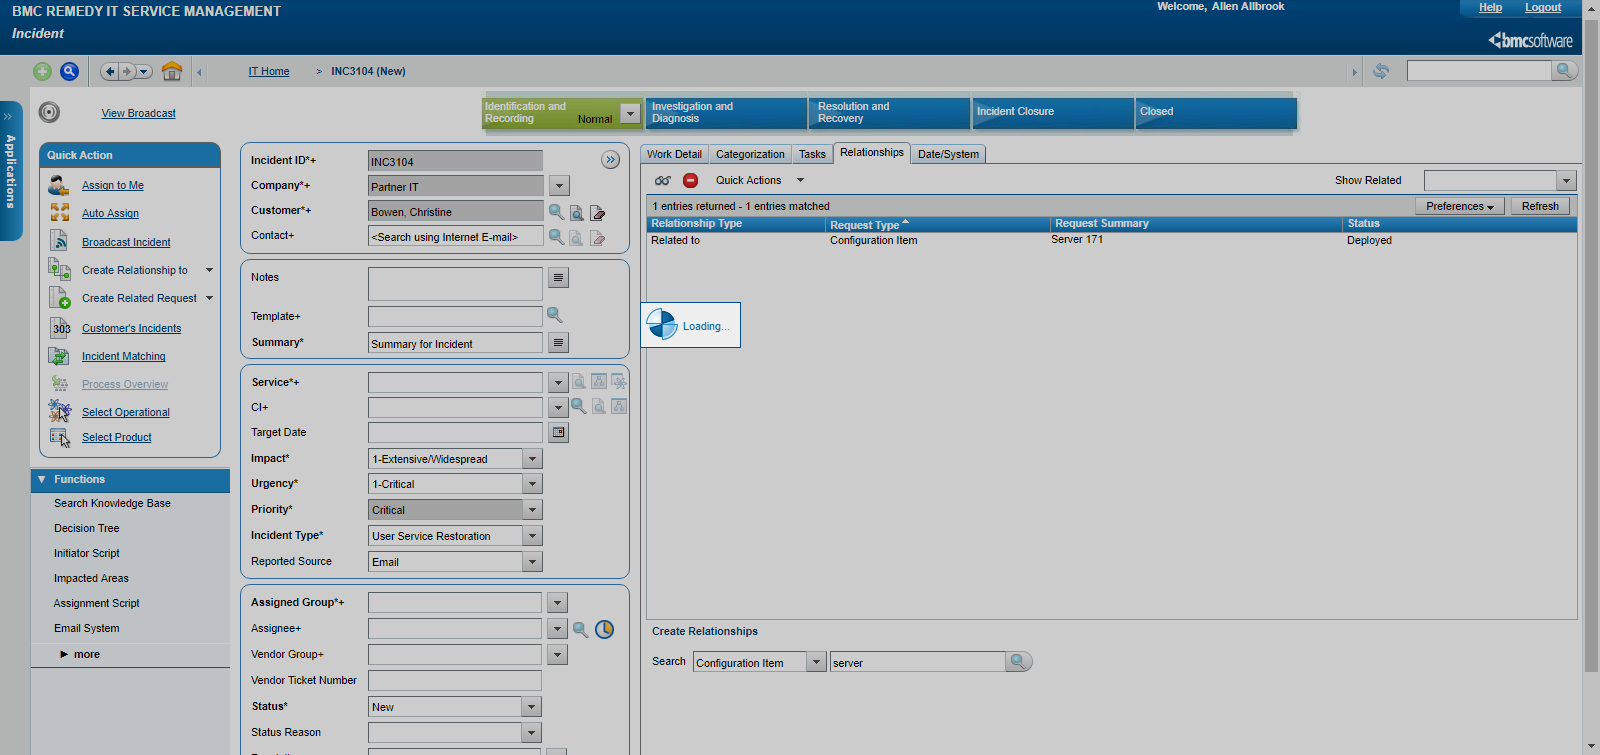 BMC REMEDY IT SERVICE MANAGEMENT
Welcome, Allen Allbrook
Help
Logout
Incident
bmcsoftware
IT Home > INC3104 (New)
View Broadcast
Identification and
Recording
Normal
Investigation and
Diagnosis
Resolution and
Recovery
Incident Closure
Closed
Applications
Quick Action
Assign to Me
Auto Assign
Broadcast Incident
Create Relationship to
Create Related Request
303
Customer's Incidents
Incident Matching
Process Overview
Select Operational
Select Product
Functions
Search Knowledge Base
Decision Tree
Initiator Script
Impacted Areas
Assignment Script
Email System
more
Incident ID*+ INC3104
Company*+ Partner IT
Customer*+ Bowen, Christine
Contact+ <Search using Internet E-mail>
Notes
Template+
Summary* Summary for Incident
Service*+
CI+
Target Date
Impact* 1-Extensive/Widespread
Urgency* 1-Critical
Priority* Critical
Incident Type* User Service Restoration
Reported Source Email
Assigned Group*+
Assignee+
Vendor Group+
Vendor Ticket Number
Status* New
Status Reason
Work Detail Categorization Tasks Relationships Date/System
Quick Actions
Show Related
1 entries returned - 1 entries matched
Preferences
Refresh
Relationship Type Request Type Request Summary Status
Related to Configuration Item Server 171 Deployed
Loading...
Create Relationships
Search Configuration Item server